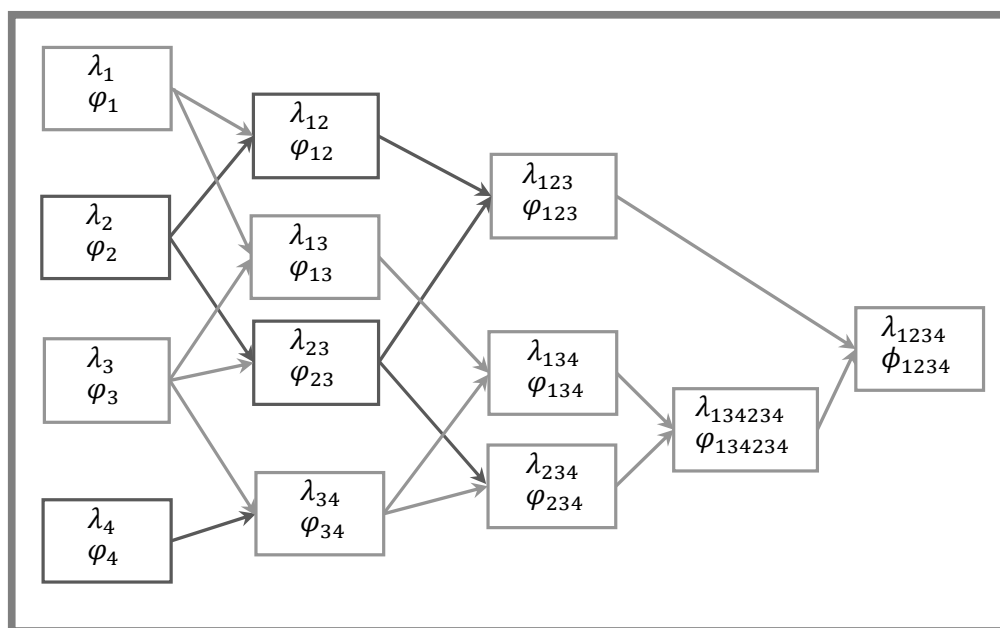 λ₁
φ₁
λ₂
φ₂
λ₃
φ₃
λ₄
φ₄
λ₁₂
φ₁₂
λ₁₃
φ₁₃
λ₂₃
φ₂₃
λ₃₄
φ₃₄
λ₁₂₃
φ₁₂₃
λ₁₃₄
φ₁₃₄
λ₂₃₄
φ₂₃₄
λ₁₃₄₂₃₄
φ₁₃₄₂₃₄
λ₁₂₃₄
ϕ₁₂₃₄